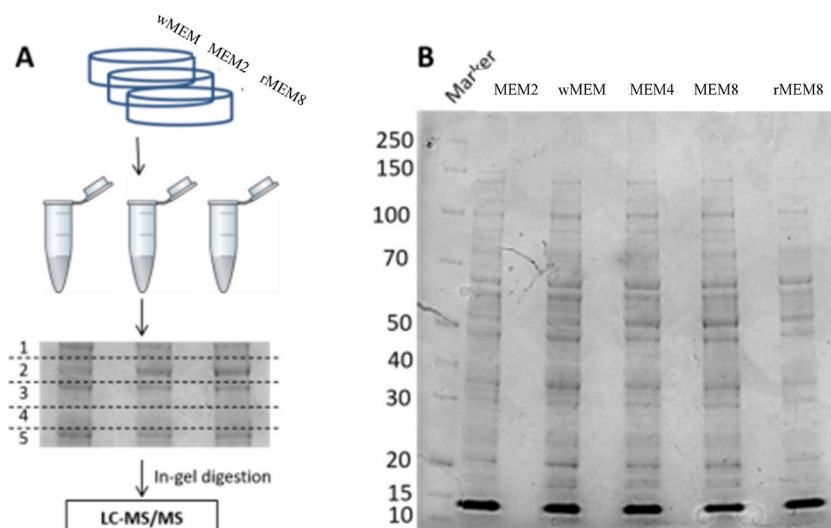 A
wMEM
MEM2
rMEM8
1
2
3
4
5
In-gel digestion
LC-MS/MS
B
Marker
MEM2 wMEM MEM4 MEM8 rMEM8
250
150
100
70
50
40
30
20
15
10